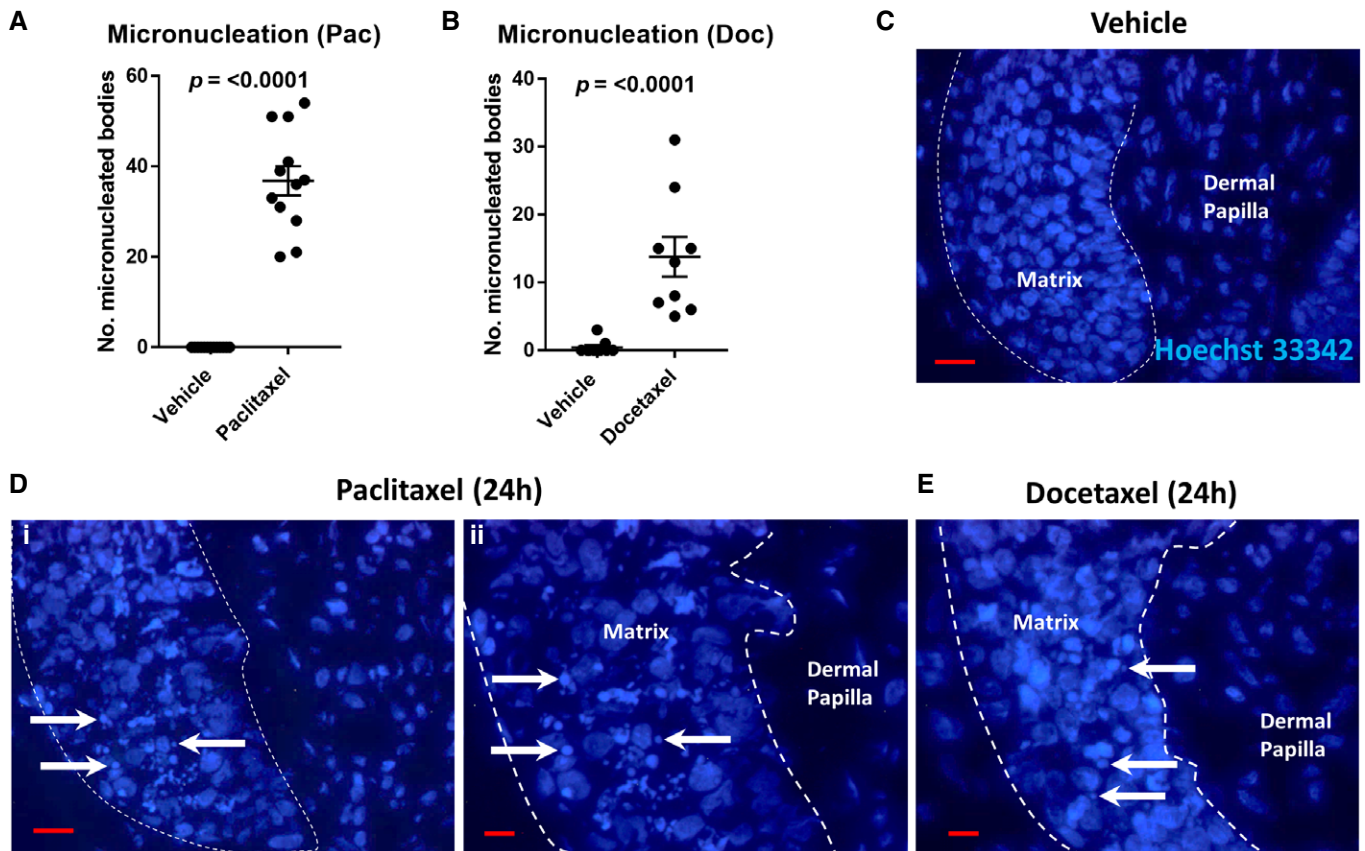 A
Micronucleation (Pac)
No. micronucleated bodies
p = <0.0001
60
40
20
0
Vehicle
Paclitaxel
B
Micronucleation (Doc)
No. micronucleated bodies
p = <0.0001
40
30
20
10
0
Vehicle
Docetaxel
C
Vehicle
Matrix
Dermal
Papilla
Hoechst 33342
D
Paclitaxel (24h)
i
ii
Matrix
Dermal
Papilla
E
Docetaxel (24h)
Matrix
Dermal
Papilla